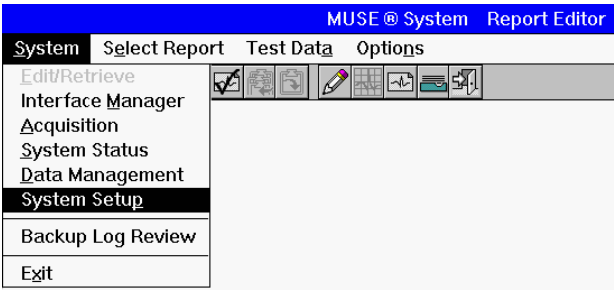 MUSE ® System Report Editor
System Select Report Test Data Options
Edit/Retrieve
Interface Manager
Acquisition
System Status
Data Management
System Setup
Backup Log Review
Exit